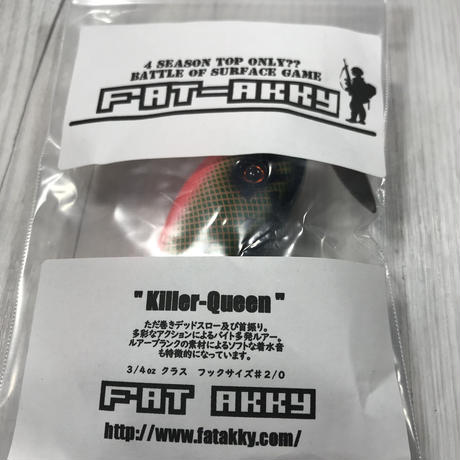 4 SEASON TOP ONLY??
BATTLE OF SURFACE GAME
FAT-AKKY
"Killer-Queen"
ただ巻きデッドスロー及び首振り。
多彩なアクションによるバイト多発ルアー。
ルアーブランクの素材によるソフトな着水音
も特徴的になっています。
3/4oz クラス フックサイズ#2/0
FAT AKKY
http://www.fatakky.com/